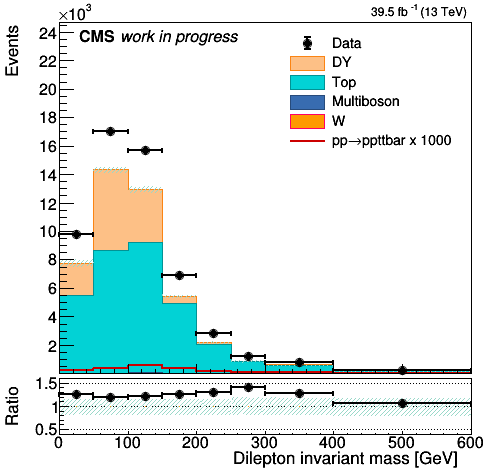 ×10³
39.5 fb⁻¹ (13 TeV)
Events
CMS work in progress
Data
DY
Top
Multiboson
W
pp→ppttbar x 1000
24
22
20
18
16
14
12
10
8
6
4
2
Ratio
1.5
1
0.5
0 100 200 300 400 500 600
Dilepton invariant mass [GeV]